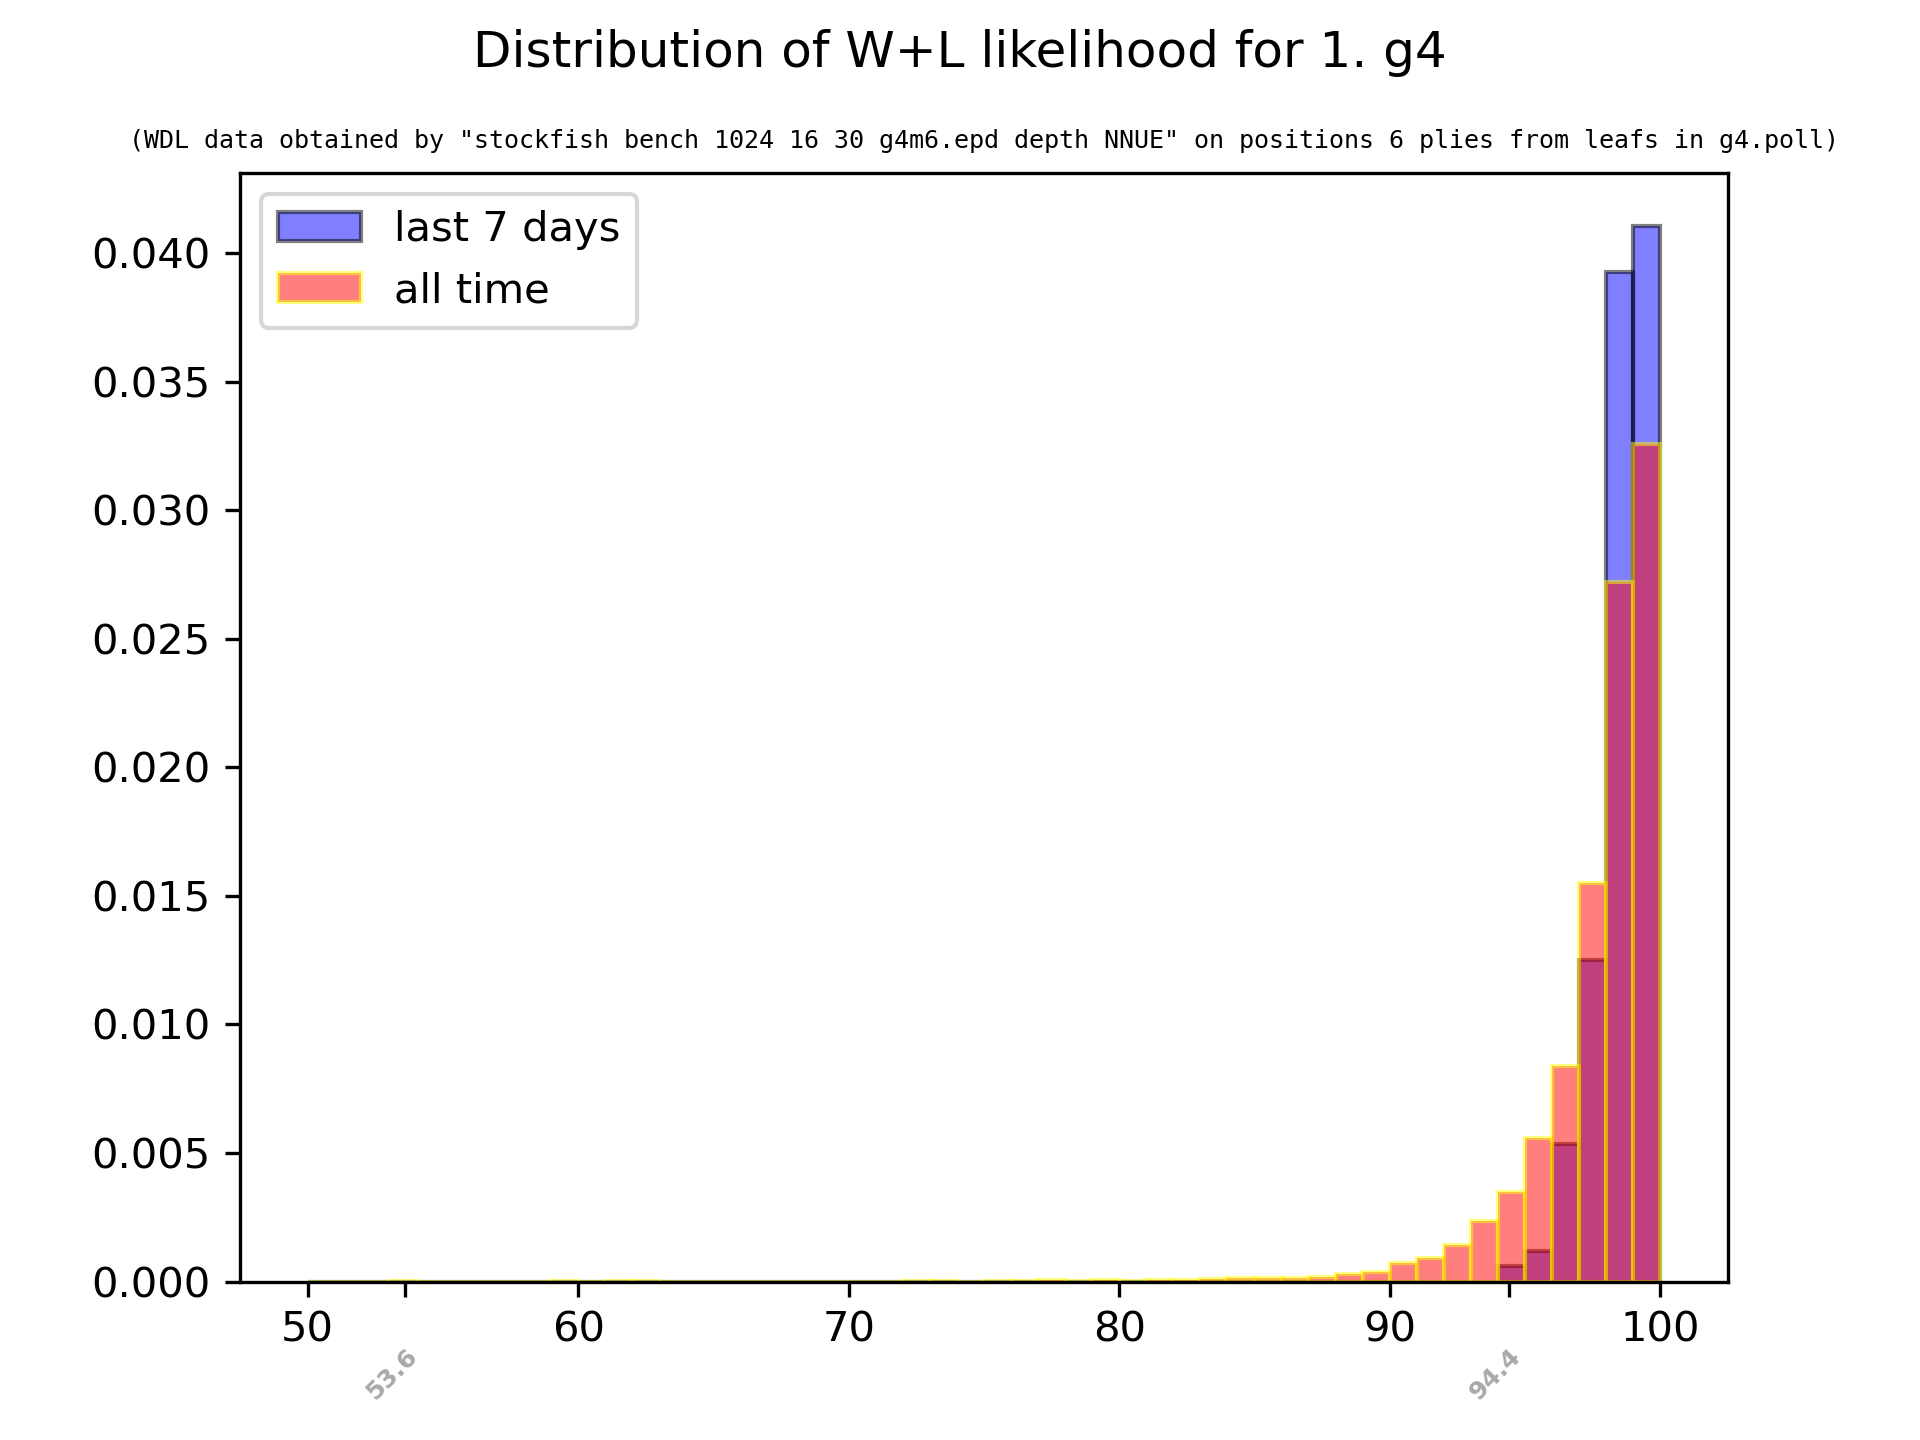 Distribution of W+L likelihood for 1. g4
(WDL data obtained by "stockfish bench 1024 16 30 g4m6.epd depth NNUE" on positions 6 plies from leafs in g4.poll)
last 7 days
all time
0.040
0.035
0.030
0.025
0.020
0.015
0.010
0.005
0.000
50 60 70 80 90 100
53.6 94.4